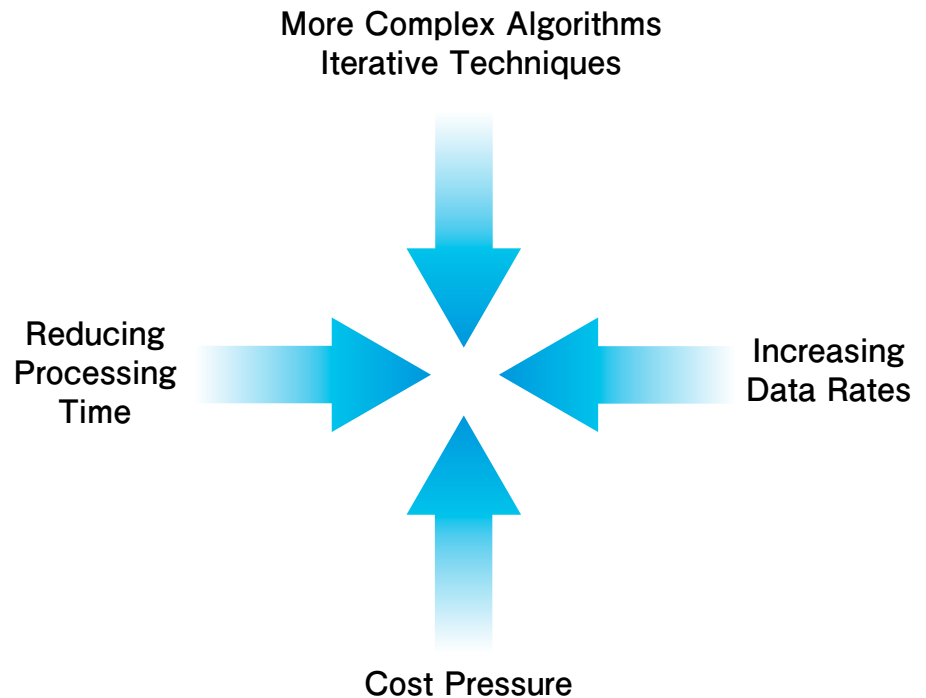 More Complex Algorithms
Iterative Techniques
Reducing
Processing
Time
Increasing
Data Rates
Cost Pressure